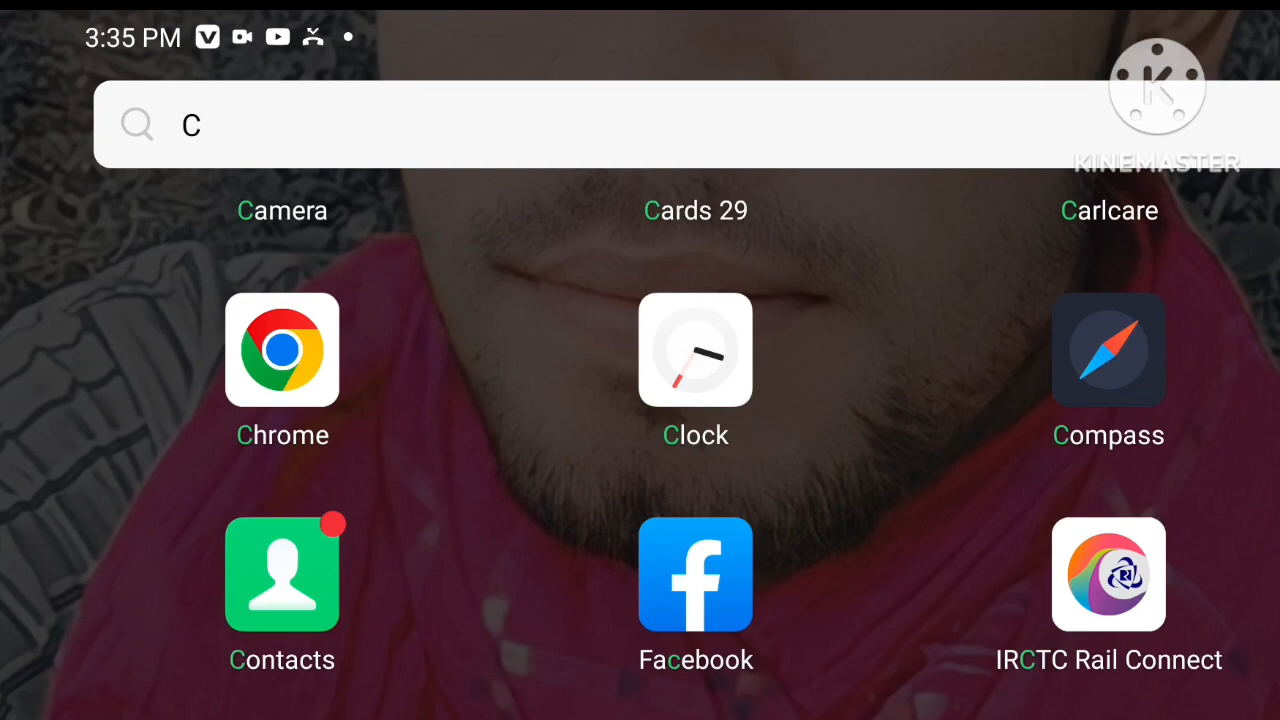 3:35 PM
C
KINEMASTER
Camera
Cards 29
Carlcare
Chrome
Clock
Compass
Contacts
Facebook
IRCTC Rail Connect